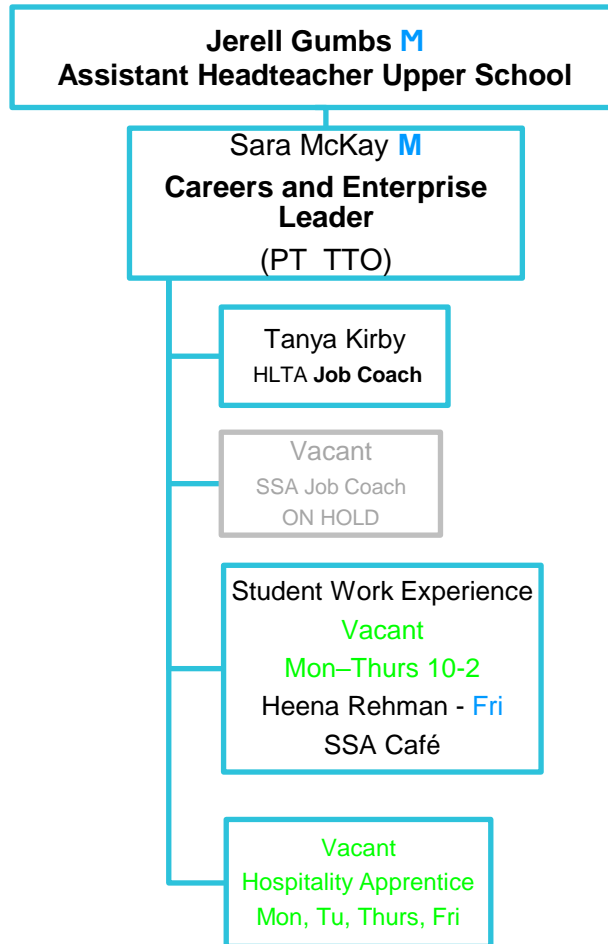 Jerell Gumbs M
Assistant Headteacher Upper School
Sara McKay M
Careers and Enterprise
Leader
(PT TTO)
Tanya Kirby
HLTA Job Coach
Vacant
SSA Job Coach
ON HOLD
Student Work Experience
Vacant
Mon–Thurs 10-2
Heena Rehman - Fri
SSA Café
Vacant
Hospitality Apprentice
Mon, Tu, Thurs, Fri